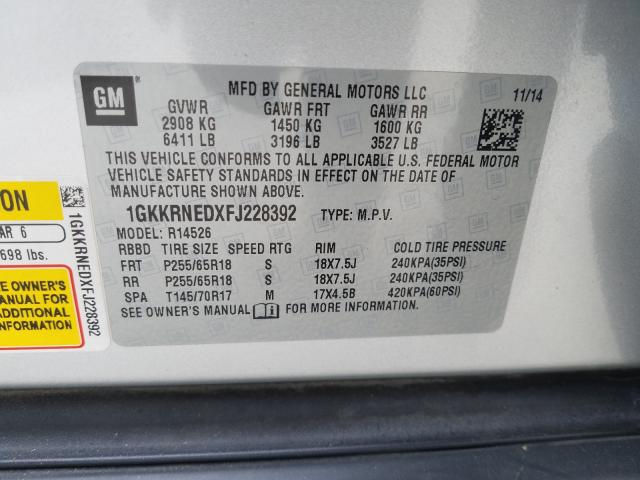 GM
MFD BY GENERAL MOTORS LLC
11/14
GVWR GAWR FRT GAWR RR
2908 KG 1450 KG 1600 KG
6411 LB 3196 LB 3527 LB
THIS VEHICLE CONFORMS TO ALL APPLICABLE U.S. FEDERAL MOTOR
VEHICLE SAFETY STANDARDS IN EFFECT ON THE DATE OF
MANUFACTURE SHOWN ABOVE.
1GKKRNEDXFJ228392 TYPE: M.P.V.
MODEL: R14526
RBBD TIRE SIZE SPEED RTG RIM COLD TIRE PRESSURE
FRT P255/65R18 S 18X7.5J 240KPA(35PSI)
RR P255/65R18 S 18X7.5J 240KPA(35PSI)
SPA T145/70R17 M 17X4.5B 420KPA(60PSI)
SEE OWNER'S MANUAL FOR MORE INFORMATION.
ON
AR 6
698 lbs.
EE OWNER'S
MANUAL FOR
ADDITIONAL
INFORMATION
1GKKRNEDXFJ228392